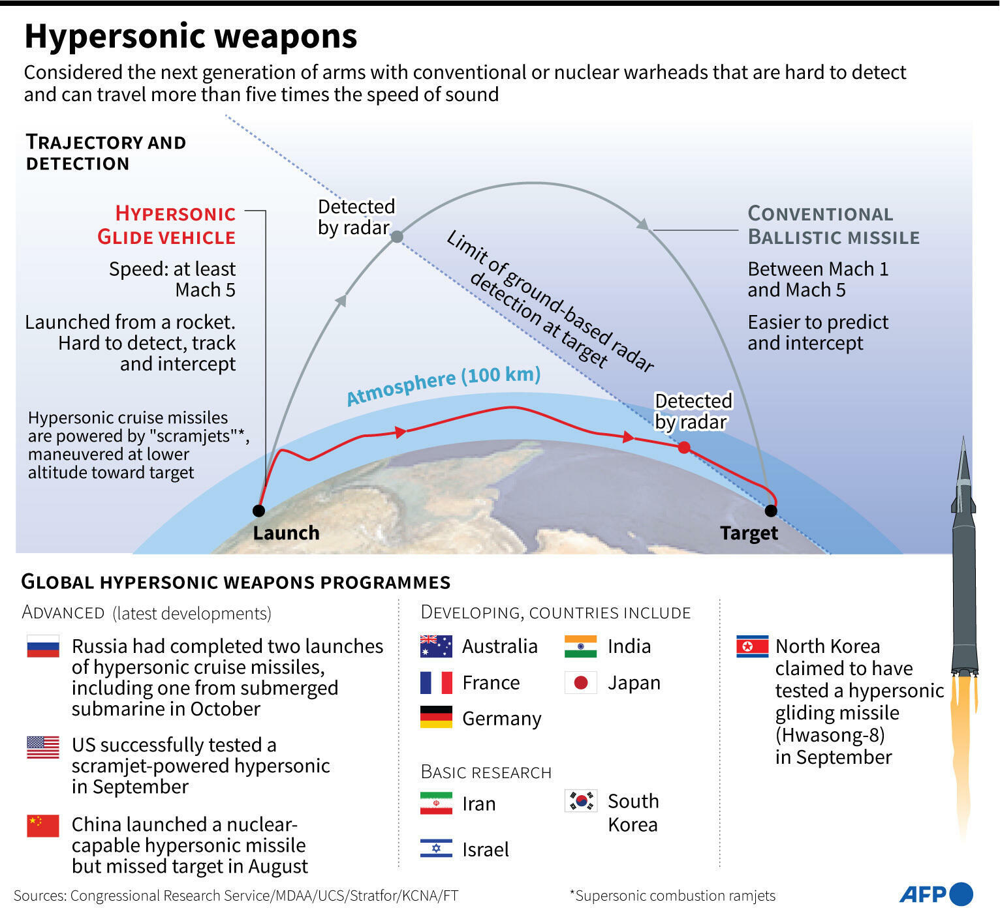 Hypersonic weapons
Considered the next generation of arms with conventional or nuclear warheads that are hard to detect
and can travel more than five times the speed of sound
TRAJECTORY AND
DETECTION
HYPERSONIC
GLIDE VEHICLE
Speed: at least
Mach 5
Launched from a rocket.
Hard to detect, track
and intercept
Hypersonic cruise missiles
are powered by "scramjets"*,
maneuvered at lower
altitude toward target
Detected
by radar
Limit of ground-based radar
detection at target
CONVENTIONAL
BALLISTIC MISSILE
Between Mach 1
and Mach 5
Easier to predict
and intercept
Atmosphere (100 km)
Detected
by radar
Launch
Target
GLOBAL HYPERSONIC WEAPONS PROGRAMMES
ADVANCED (latest developments)
Russia had completed two launches
of hypersonic cruise missiles,
including one from submerged
submarine in October
US successfully tested a
scramjet-powered hypersonic
in September
China launched a nuclear-
capable hypersonic missile
but missed target in August
DEVELOPING, COUNTRIES INCLUDE
Australia
India
France
Japan
Germany
BASIC RESEARCH
Iran
South
Korea
Israel
North Korea
claimed to have
tested a hypersonic
gliding missile
(Hwasong-8)
in September
Sources: Congressional Research Service/MDAA/UCS/Stratfor/KCNA/FT
*Supersonic combustion ramjets
AFP